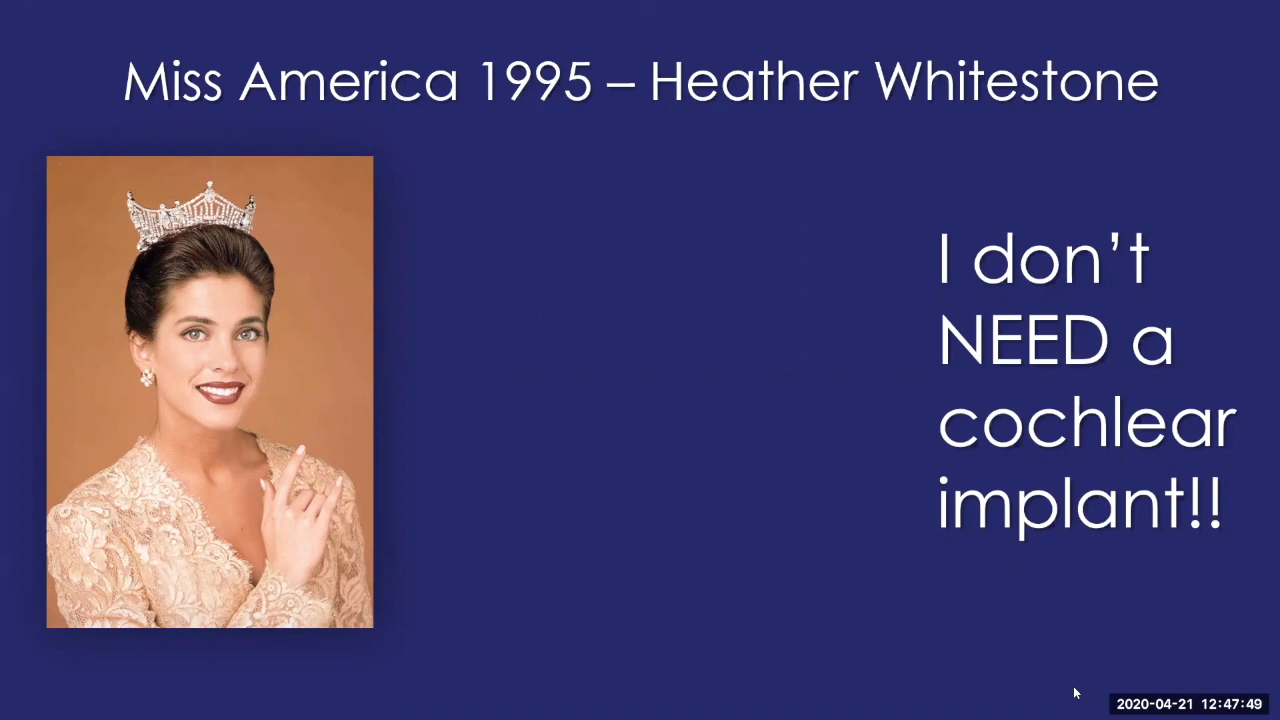 Miss America 1995 – Heather Whitestone
I don’t
NEED a
cochlear
implant!!
2020-04-21 12:47:49